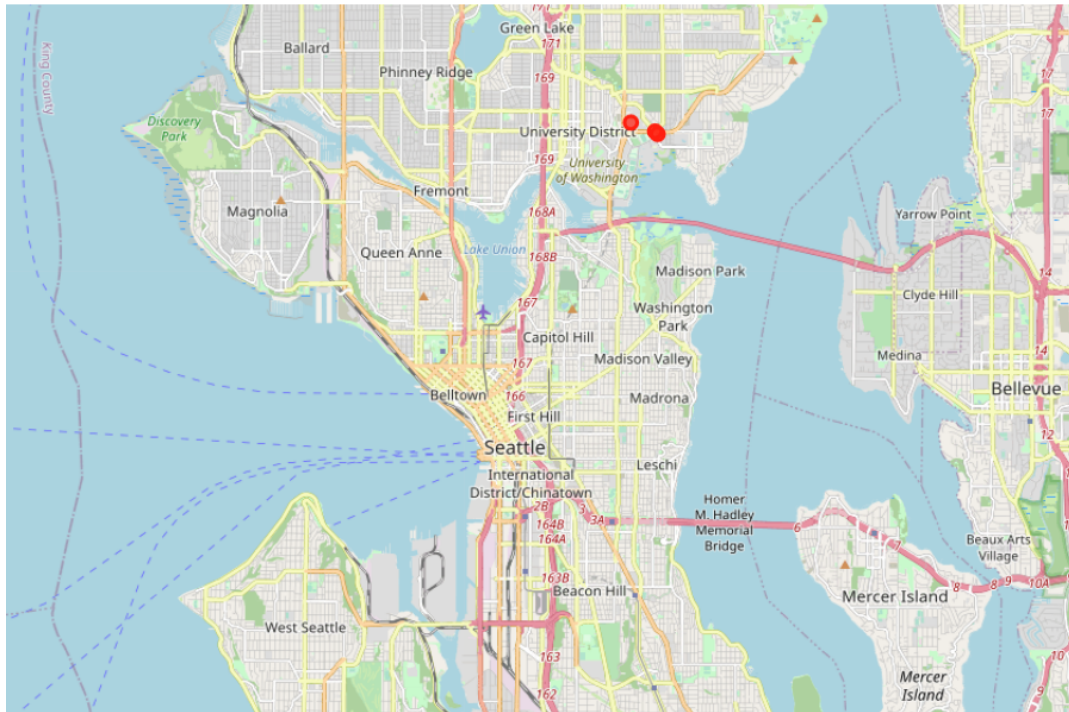 Green Lake
Ballard
171
King County
Phinney Ridge
169
17
17
Discovery
Park
University District
169
University
of Washington
Fremont
Magnolia
168A
Yarrow Point
Queen Anne
Lake Union
168B
Madison Park
14
Clyde Hill
167
Washington
Park
Capitol Hill
14
Madison Valley
Medina
167
Belltown
166
Madrona
Bellevue
First Hill
12
Seattle
Leschi
International
District/Chinatown
Homer
M. Hadley
Memorial
Bridge
2B
3
3A
6
164B
164A
7
Beaux Arts
Village
163B
Beacon Hill
8
8
9
10A
Mercer Island
West Seattle
163
10
Mercer
Island
162